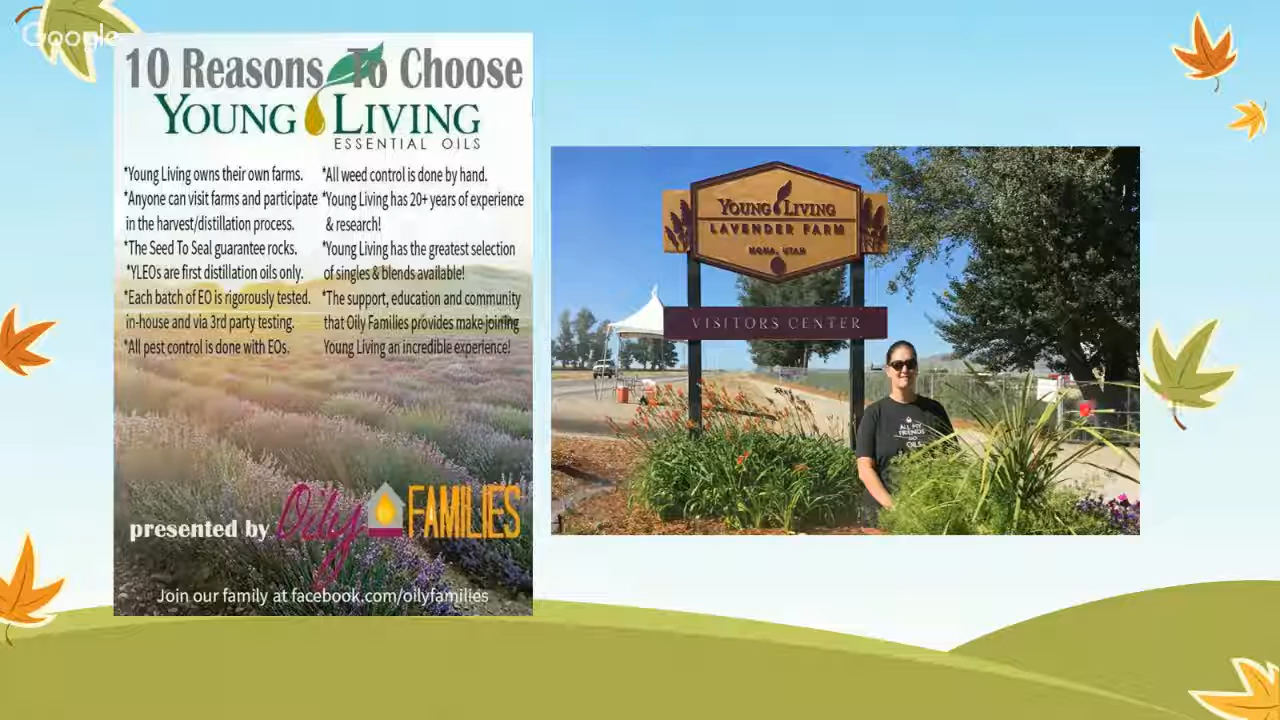 Google
10 Reasons To Choose
YOUNG LIVING
ESSENTIAL OILS
*Young Living owns their own farms.
*Anyone can visit farms and participate
in the harvest/distillation process.
*The Seed To Seal guarantee rocks.
*YLEOs are first distillation oils only.
*Each batch of EO is rigorously tested.
in-house and via 3rd party testing.
*All pest control is done with EOs.
*All weed control is done by hand.
*Young Living has 20+ years of experience
& research!
*Young Living has the greatest selection
of singles & blends available!
*The support, education and community
that Oily Families provides make joining
Young Living an incredible experience!
presented by Oily FAMILIES
Join our family at facebook.com/oilyfamilies
YOUNG LIVING
LAVENDER FARM
MONA, UTAH
VISITORS CENTER
ALL MY
FRIENDS
DO
OILS